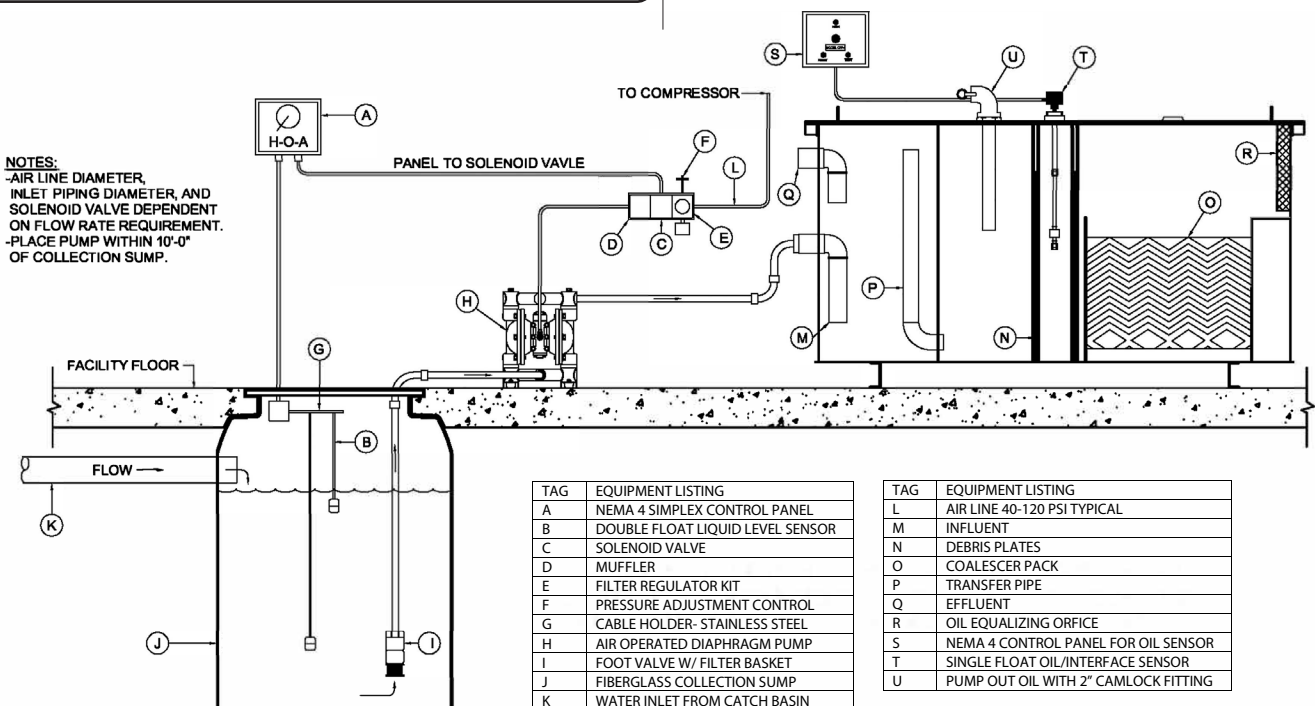 S
U
T
TO COMPRESSOR
A
H-O-A
F
PANEL TO SOLENOID VAVLE
L
R
NOTES:
-AIR LINE DIAMETER,
INLET PIPING DIAMETER, AND
SOLENOID VALVE DEPENDENT
ON FLOW RATE REQUIREMENT.
-PLACE PUMP WITHIN 10'-0"
OF COLLECTION SUMP.
Q
O
D
C
E
P
H
M
N
G
FACILITY FLOOR
B
FLOW
K
J
I
TAG EQUIPMENT LISTING
A NEMA 4 SIMPLEX CONTROL PANEL
B DOUBLE FLOAT LIQUID LEVEL SENSOR
C SOLENOID VALVE
D MUFFLER
E FILTER REGULATOR KIT
F PRESSURE ADJUSTMENT CONTROL
G CABLE HOLDER- STAINLESS STEEL
H AIR OPERATED DIAPHRAGM PUMP
I FOOT VALVE W/ FILTER BASKET
J FIBERGLASS COLLECTION SUMP
K WATER INLET FROM CATCH BASIN
TAG EQUIPMENT LISTING
L AIR LINE 40-120 PSI TYPICAL
M INFLUENT
N DEBRIS PLATES
O COALESCER PACK
P TRANSFER PIPE
Q EFFLUENT
R OIL EQUALIZING ORFICE
S NEMA 4 CONTROL PANEL FOR OIL SENSOR
T SINGLE FLOAT OIL/INTERFACE SENSOR
U PUMP OUT OIL WITH 2" CAMLOCK FITTING